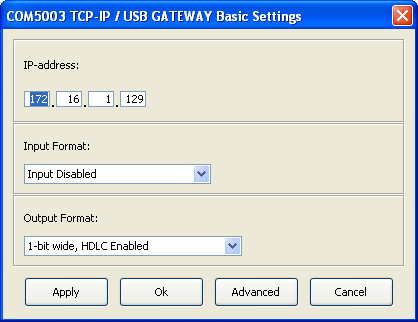 COM5003 TCP-IP / USB GATEWAY Basic Settings
IP-address:
172 . 16 . 1 . 129
Input Format:
Input Disabled
Output Format:
1-bit wide, HDLC Enabled
Apply Ok Advanced Cancel